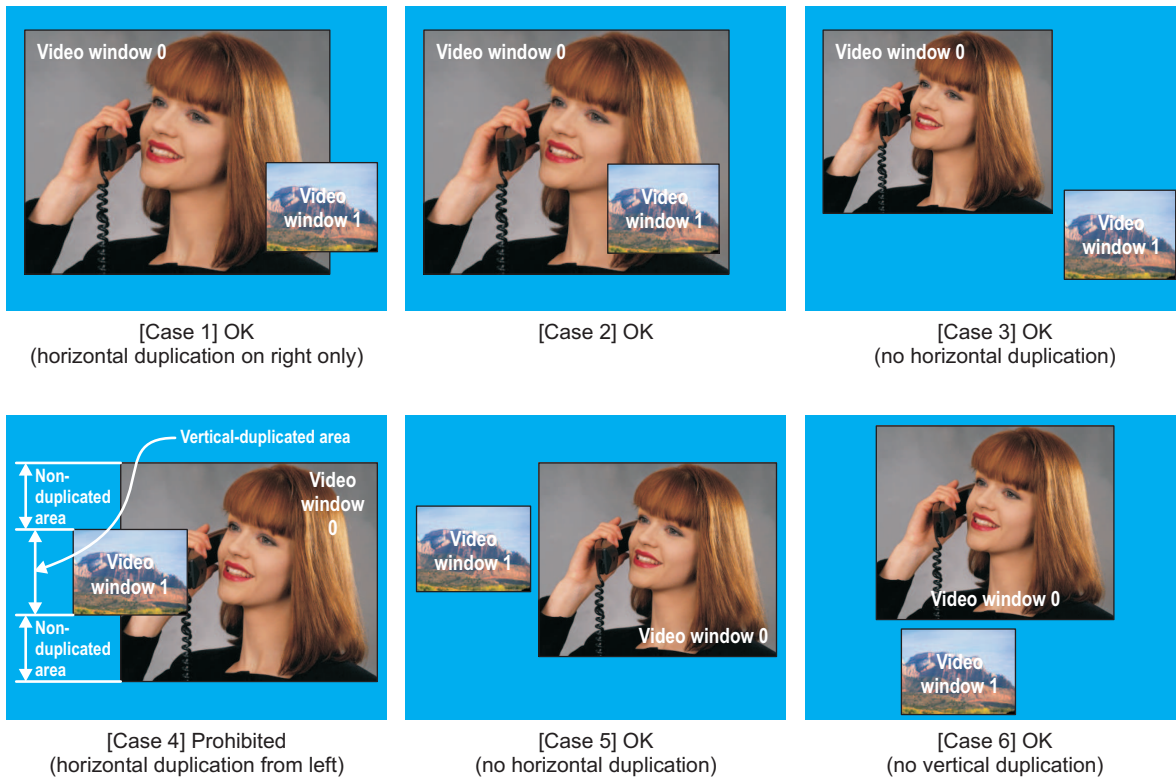 Video window 0
Video
window 1
[Case 1] OK
(horizontal duplication on right only)
Video window 0
Video
window 1
[Case 2] OK
Video window 0
Video
window 1
[Case 3] OK
(no horizontal duplication)
Vertical-duplicated area
Non-
duplicated
area
Video
window
0
Video
window 1
Non-
duplicated
area
[Case 4] Prohibited
(horizontal duplication from left)
Video
window 1
Video window 0
[Case 5] OK
(no horizontal duplication)
Video window 0
Video
window 1
[Case 6] OK
(no vertical duplication)